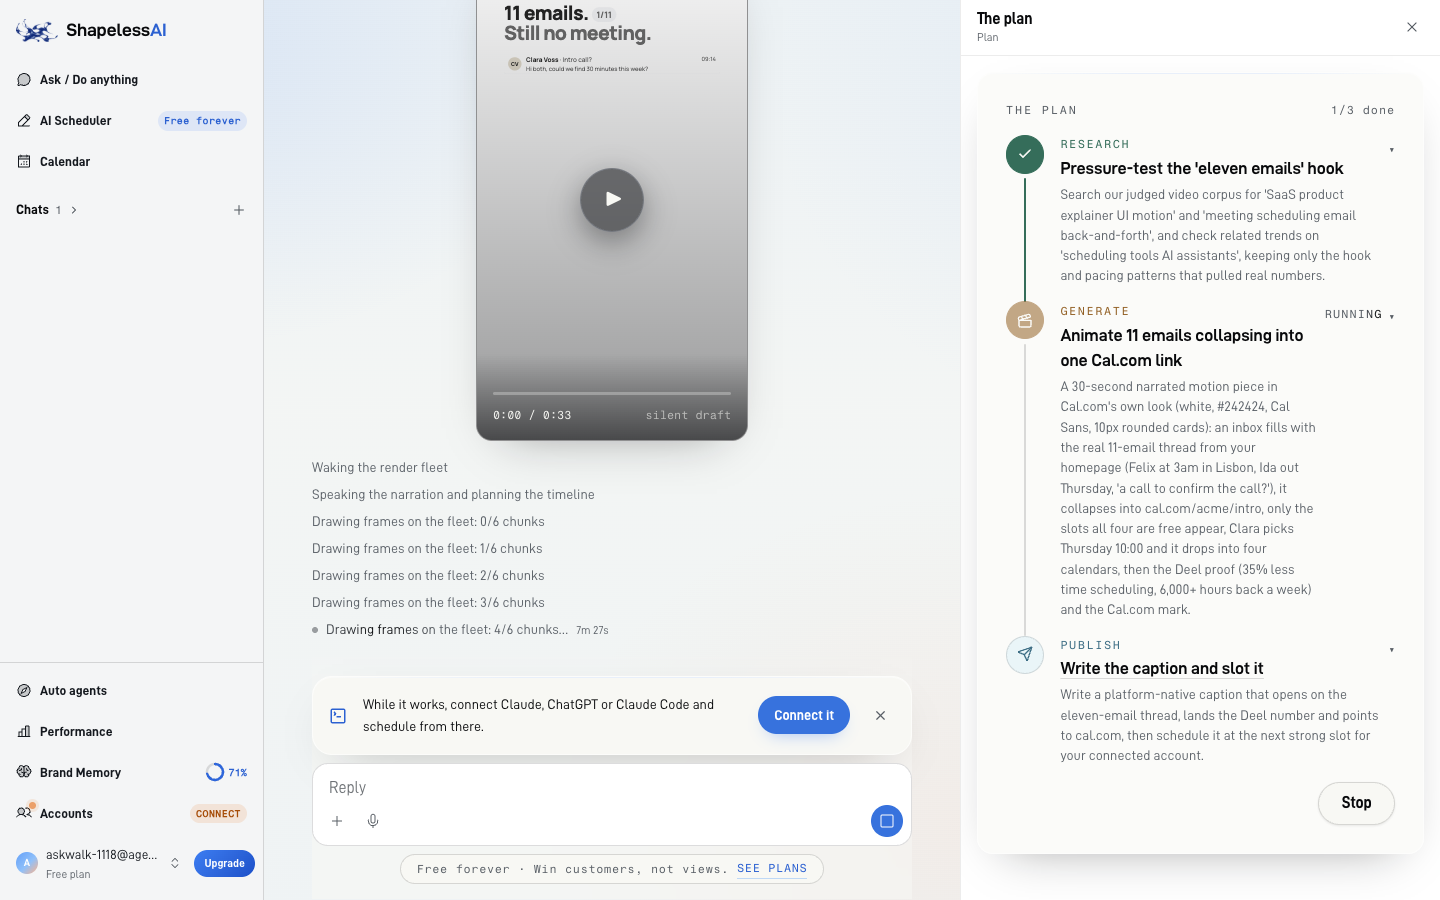 ShapelessAI
Ask / Do anything
AI Scheduler
Free forever
Calendar
Chats 1
Auto agents
Performance
Brand Memory
71%
Accounts
CONNECT
A
askwalk-1118@age...
Free plan
Upgrade
11 emails. 1/11
Still no meeting.
CV
Clara Voss · intro call?
09:14
Hi both, could we find 30 minutes this week?
0:00 / 0:33
silent draft
Waking the render fleet
Speaking the narration and planning the timeline
Drawing frames on the fleet: 0/6 chunks
Drawing frames on the fleet: 1/6 chunks
Drawing frames on the fleet: 2/6 chunks
Drawing frames on the fleet: 3/6 chunks
Drawing frames on the fleet: 4/6 chunks... 7m 27s
While it works, connect Claude, ChatGPT or Claude Code and
schedule from there.
Connect it
Reply
Free forever · Win customers, not views. SEE PLANS
The plan
Plan
THE PLAN
1/3 done
RESEARCH
Pressure-test the 'eleven emails' hook
Search our judged video corpus for 'SaaS product
explainer UI motion' and 'meeting scheduling email
back-and-forth', and check related trends on
'scheduling tools AI assistants', keeping only the hook
and pacing patterns that pulled real numbers.
GENERATE
RUNNING
Animate 11 emails collapsing into
one Cal.com link
A 30-second narrated motion piece in
Cal.com's own look (white, #242424, Cal
Sans, 10px rounded cards): an inbox fills with
the real 11-email thread from your
homepage (Felix at 3am in Lisbon, Ida out
Thursday, 'a call to confirm the call?'), it
collapses into cal.com/acme/intro, only the
slots all four are free appear, Clara picks
Thursday 10:00 and it drops into four
calendars, then the Deel proof (35% less
time scheduling, 6,000+ hours back a week)
and the Cal.com mark.
PUBLISH
Write the caption and slot it
Write a platform-native caption that opens on the
eleven-email thread, lands the Deel number and points
to cal.com, then schedule it at the next strong slot for
your connected account.
Stop